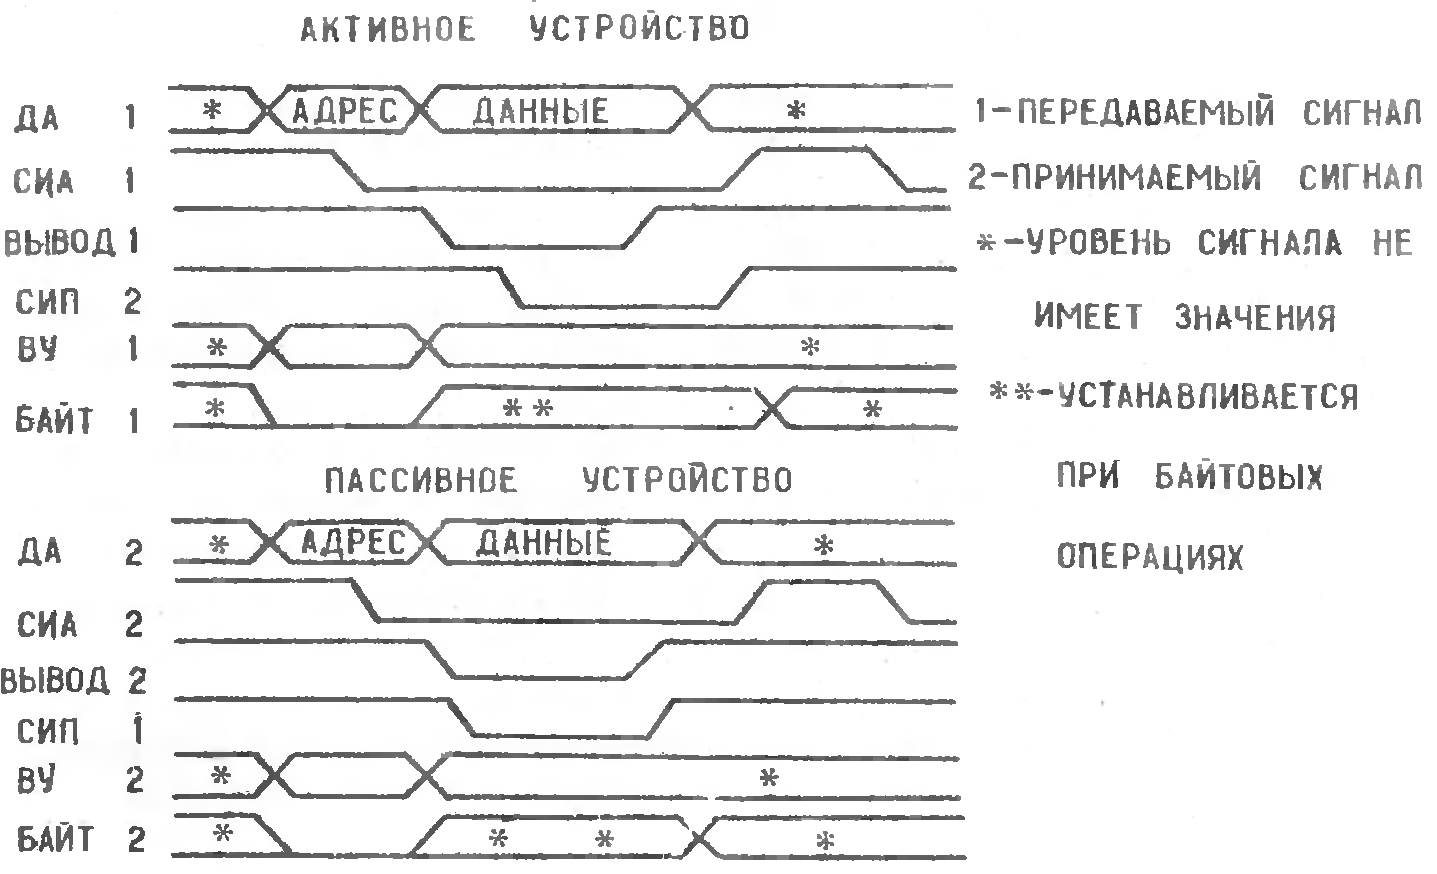 АКТИВНОЕ УСТРОЙСТВО
ДА 1 * АДРЕС ДАННЫЕ * 1-ПЕРЕДАВАЕМЫЙ СИГНАЛ
СИА 1 2-ПРИНИМАЕМЫЙ СИГНАЛ
ВЫВОД 1 *-УРОВЕНЬ СИГНАЛА НЕ
СИП 2 ИМЕЕТ ЗНАЧЕНИЯ
ВУ 1 * *
БАЙТ 1 * ** * **-УСТАНАВЛИВАЕТСЯ
ПАССИВНОЕ УСТРОЙСТВО ПРИ БАЙТОВЫХ
ДА 2 * АДРЕС ДАННЫЕ * ОПЕРАЦИЯХ
СИА 2
ВЫВОД 2
СИП 1
ВУ 2 * *
БАЙТ 2 * * * *